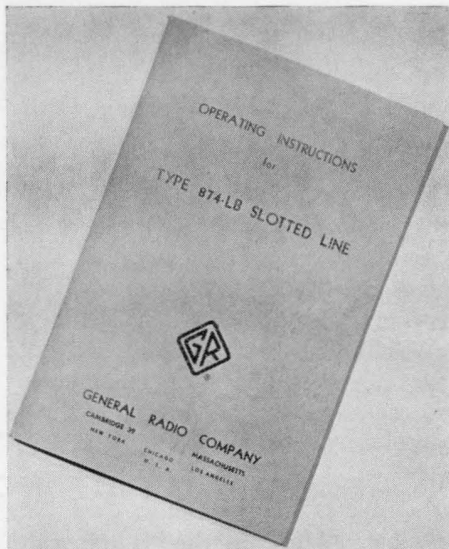 OPERATING INSTRUCTIONS
for
TYPE 874-LB SLOTTED LINE
GR
®
GENERAL RADIO COMPANY
CAMBRIDGE 39 MASSACHUSETTS
NEW YORK CHICAGO LOS ANGELES
U. S. A.